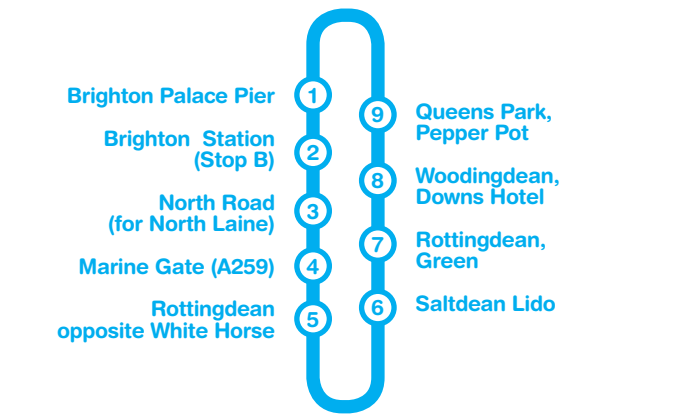 Brighton Palace Pier 1
Brighton Station
(Stop B) 2
North Road
(for North Laine) 3
Marine Gate (A259) 4
Rottingdean
opposite White Horse 5
6 Saltdean Lido
7 Rottingdean,
Green
8 Woodingdean,
Downs Hotel
9 Queens Park,
Pepper Pot